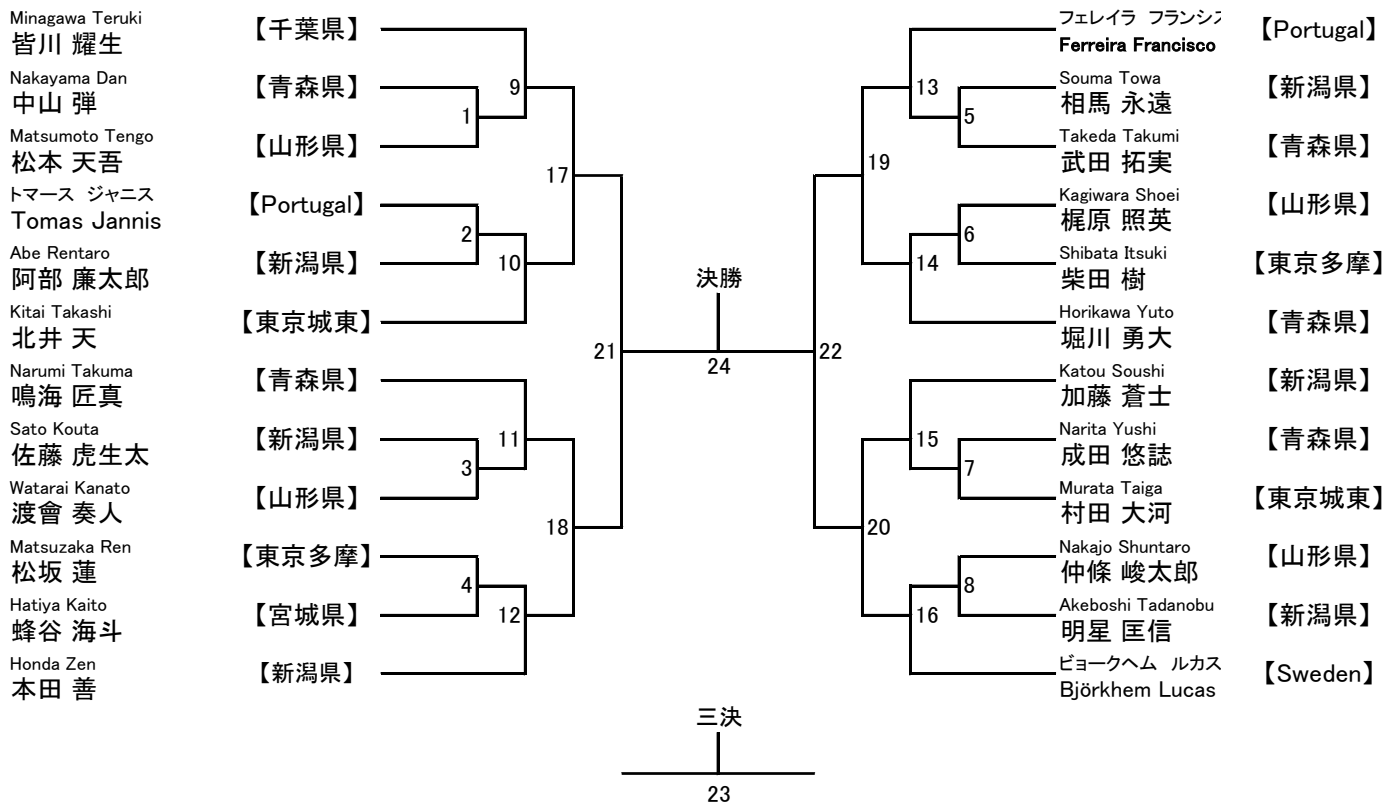 Minagawa Teruki
皆川 耀生
【千葉県】
Nakayama Dan
中山 弾
【青森県】
Matsumoto Tengo
松本 天吾
【山形県】
トマース ジャニス
Tomas Jannis
【Portugal】
Abe Rentaro
阿部 廉太郎
【新潟県】
Kitai Takashi
北井 天
【東京城東】
Narumi Takuma
鳴海 匠真
【青森県】
Sato Kouta
佐藤 虎生太
【新潟県】
Watarai Kanato
渡會 奏人
【山形県】
Matsuzaka Ren
松坂 蓮
【東京多摩】
Hatiya Kaito
蜂谷 海斗
【宮城県】
Honda Zen
本田 善
【新潟県】
1
2
3
4
9
10
11
12
17
18
21
決勝
24
三決
23
22
19
20
13
14
15
16
5
6
7
8
フェレイラ フランシス
Ferreira Francisco
【Portugal】
Souma Towa
相馬 永遠
【新潟県】
Takeda Takumi
武田 拓実
【青森県】
Kagiwara Shoei
梶原 照英
【山形県】
Shibata Itsuki
柴田 樹
【東京多摩】
Horikawa Yuto
堀川 勇大
【青森県】
Katou Soushi
加藤 蒼士
【新潟県】
Narita Yushi
成田 悠誌
【青森県】
Murata Taiga
村田 大河
【東京城東】
Nakajo Shuntaro
仲條 峻太郎
【山形県】
Akeboshi Tadanobu
明星 匡信
【新潟県】
ビョークヘム ルカス
Björkhem Lucas
【Sweden】